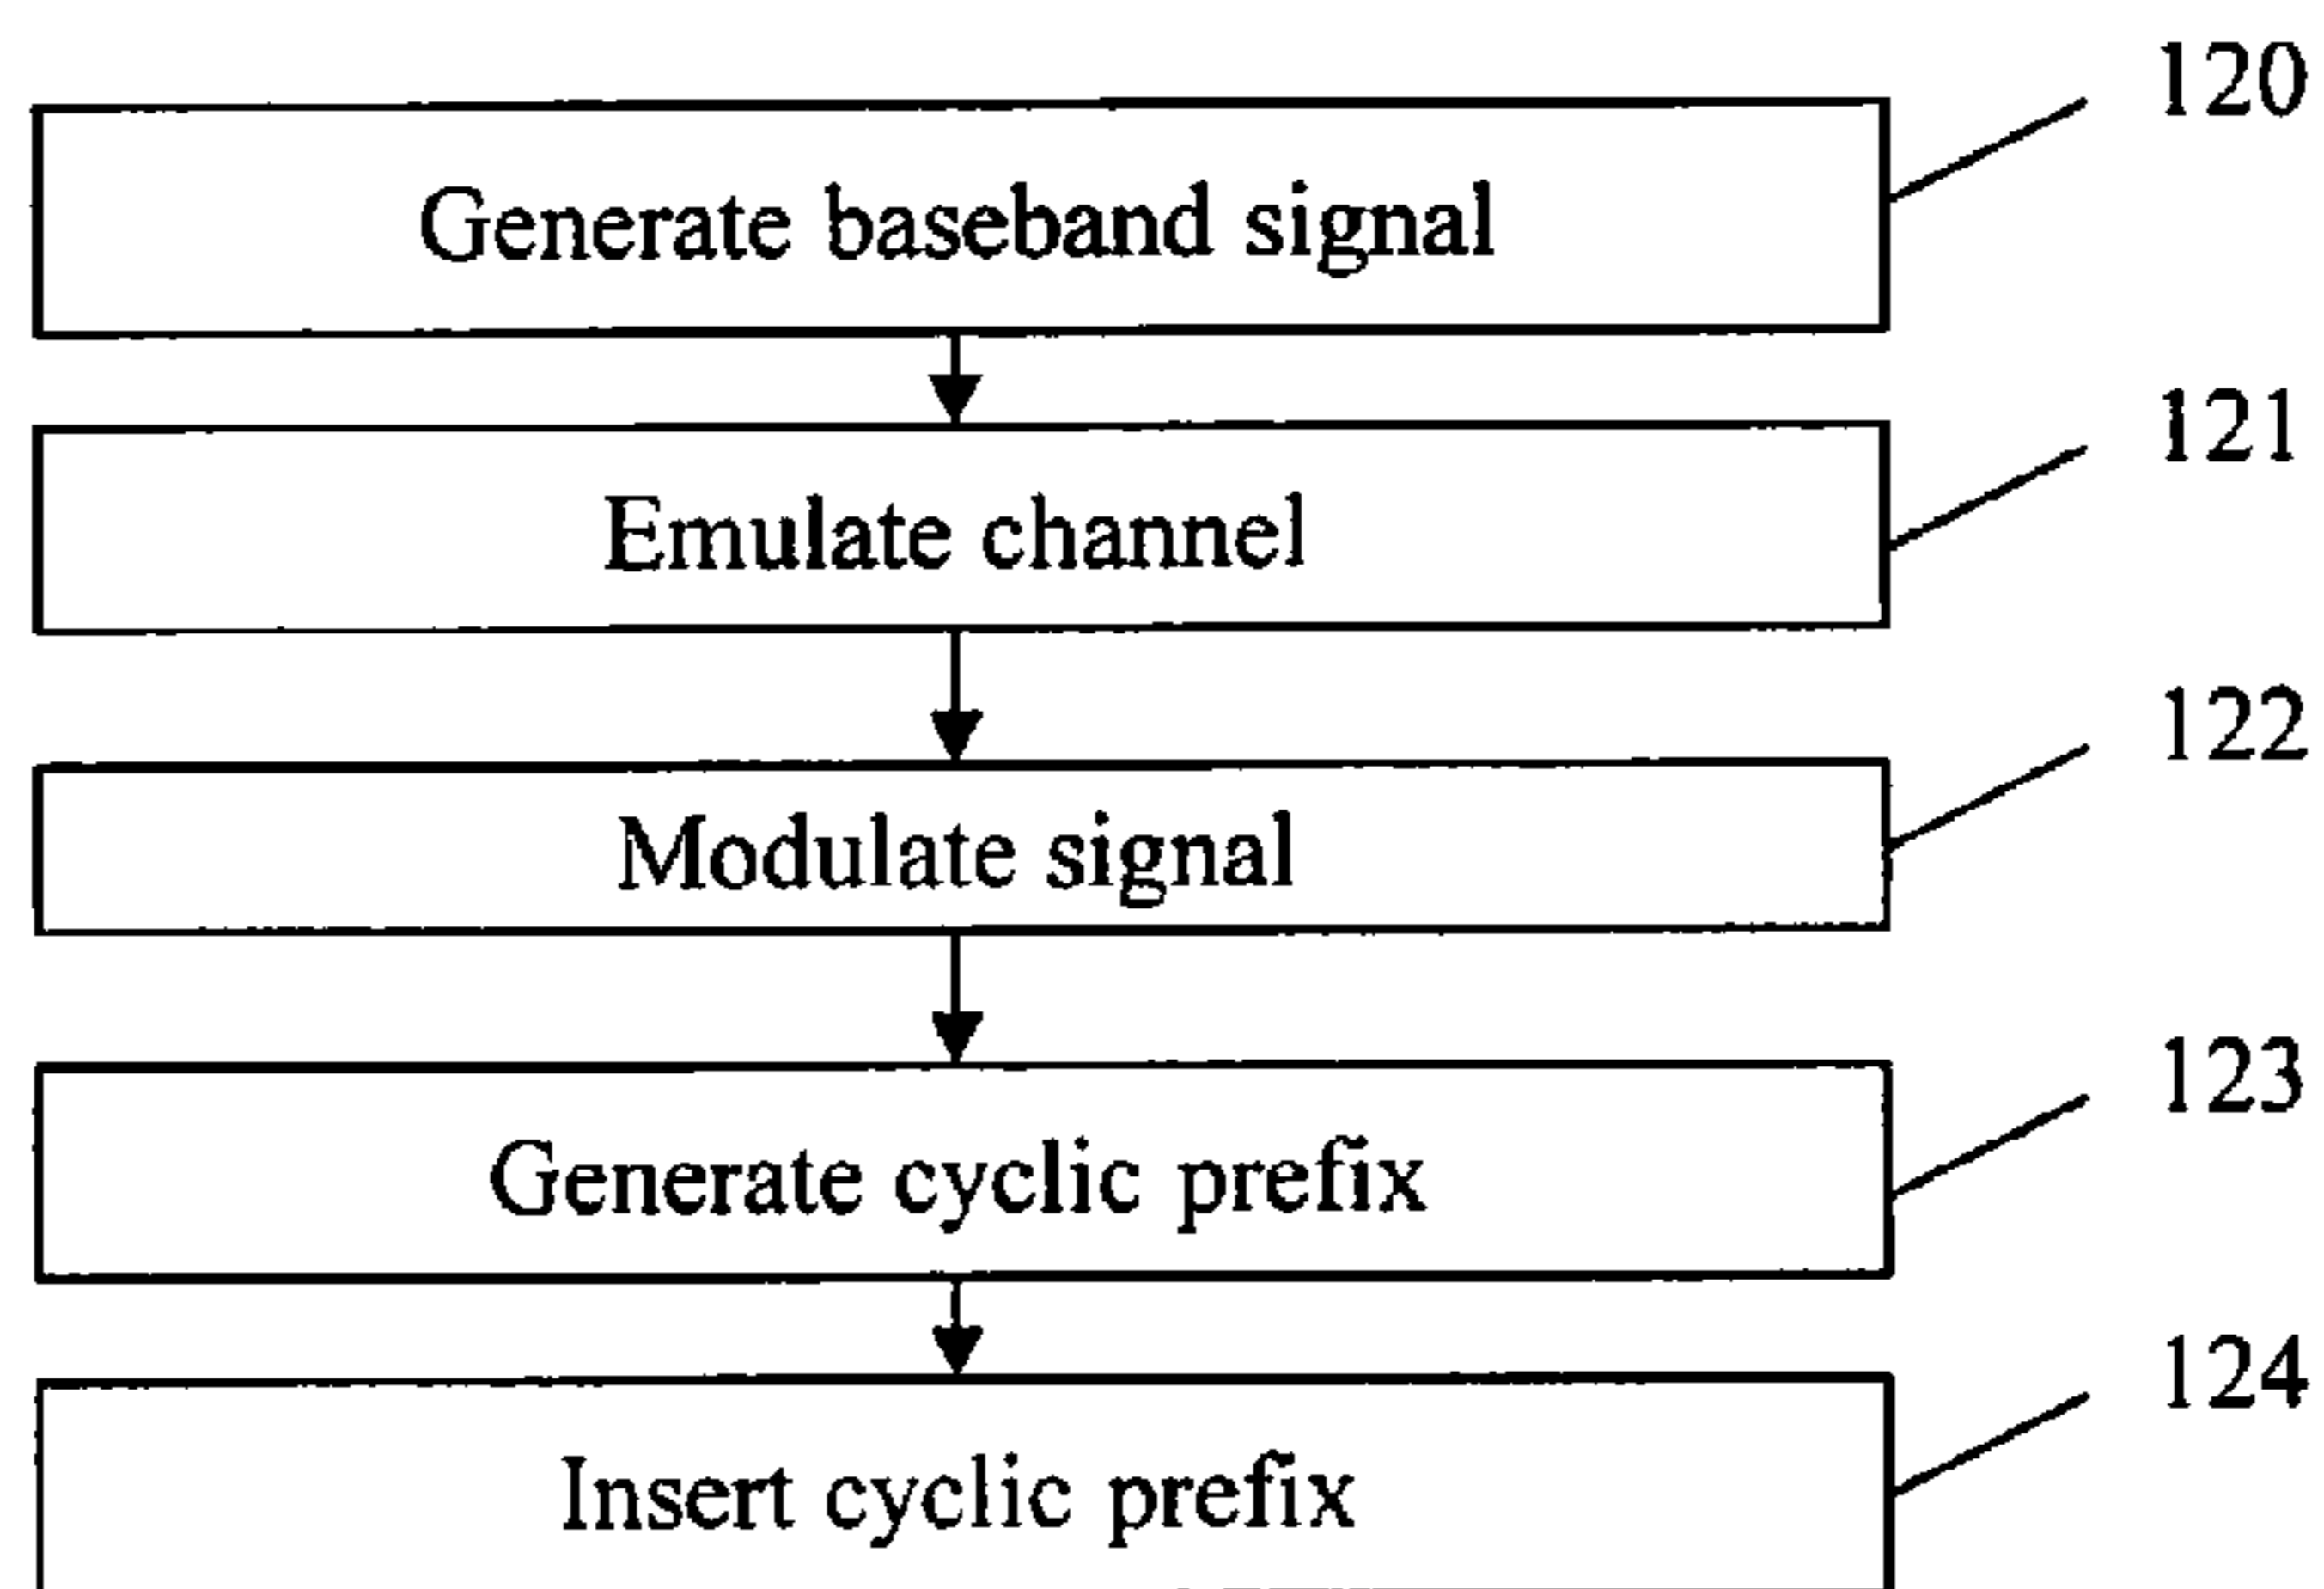 120
Generate baseband signal
121
Emulate channel
122
Modulate signal
123
Generate cyclic prefix
124
Insert cyclic prefix